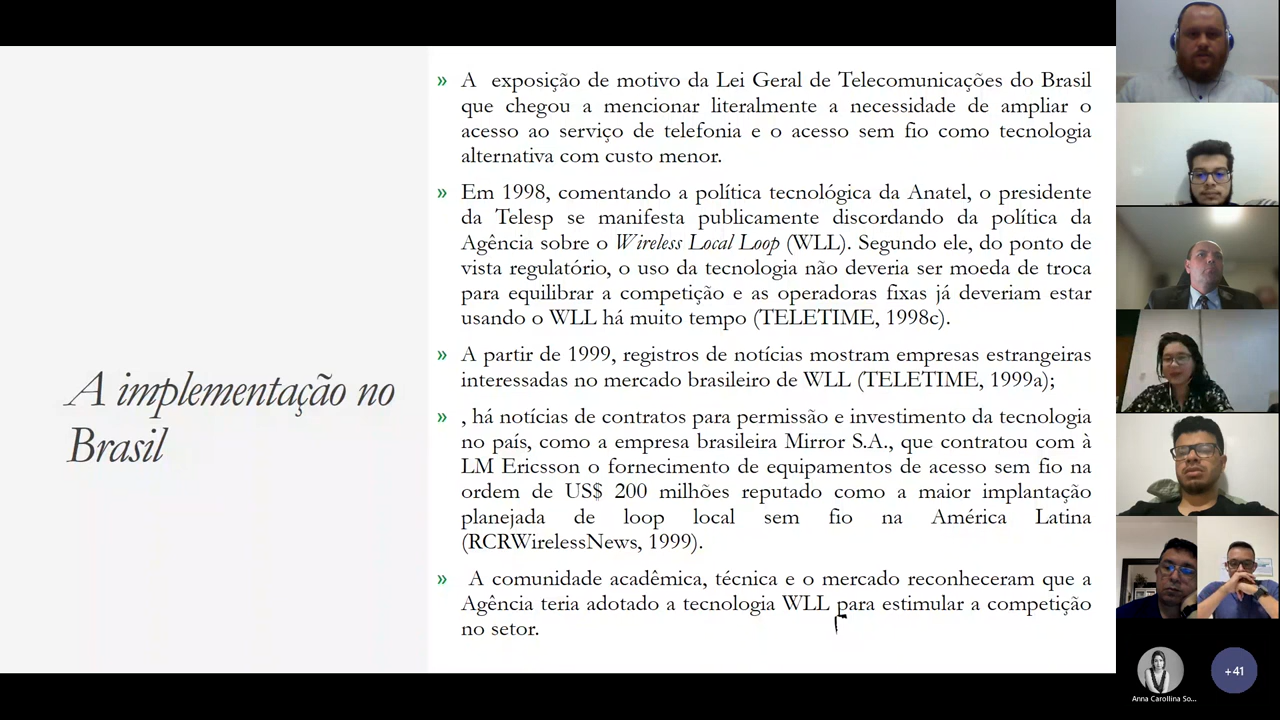 A implementação no
Brasil
» A exposição de motivo da Lei Geral de Telecomunicações do Brasil
que chegou a mencionar literalmente a necessidade de ampliar o
acesso ao serviço de telefonia e o acesso sem fio como tecnologia
alternativa com custo menor.
» Em 1998, comentando a política tecnológica da Anatel, o presidente
da Telesp se manifesta publicamente discordando da política da
Agência sobre o Wireless Local Loop (WLL). Segundo ele, do ponto de
vista regulatório, o uso da tecnologia não deveria ser moeda de troca
para equilibrar a competição e as operadoras fixas já deveriam estar
usando o WLL há muito tempo (TELETIME, 1998c).
» A partir de 1999, registros de notícias mostram empresas estrangeiras
interessadas no mercado brasileiro de WLL (TELETIME, 1999a);
» , há notícias de contratos para permissão e investimento da tecnologia
no país, como a empresa brasileira Mirror S.A., que contratou com à
LM Ericsson o fornecimento de equipamentos de acesso sem fio na
ordem de US$ 200 milhões reputado como a maior implantação
planejada de loop local sem fio na América Latina
(RCRWirelessNews, 1999).
» A comunidade acadêmica, técnica e o mercado reconheceram que a
Agência teria adotado a tecnologia WLL para estimular a competição
no setor.
Anna Carollina So...
+41